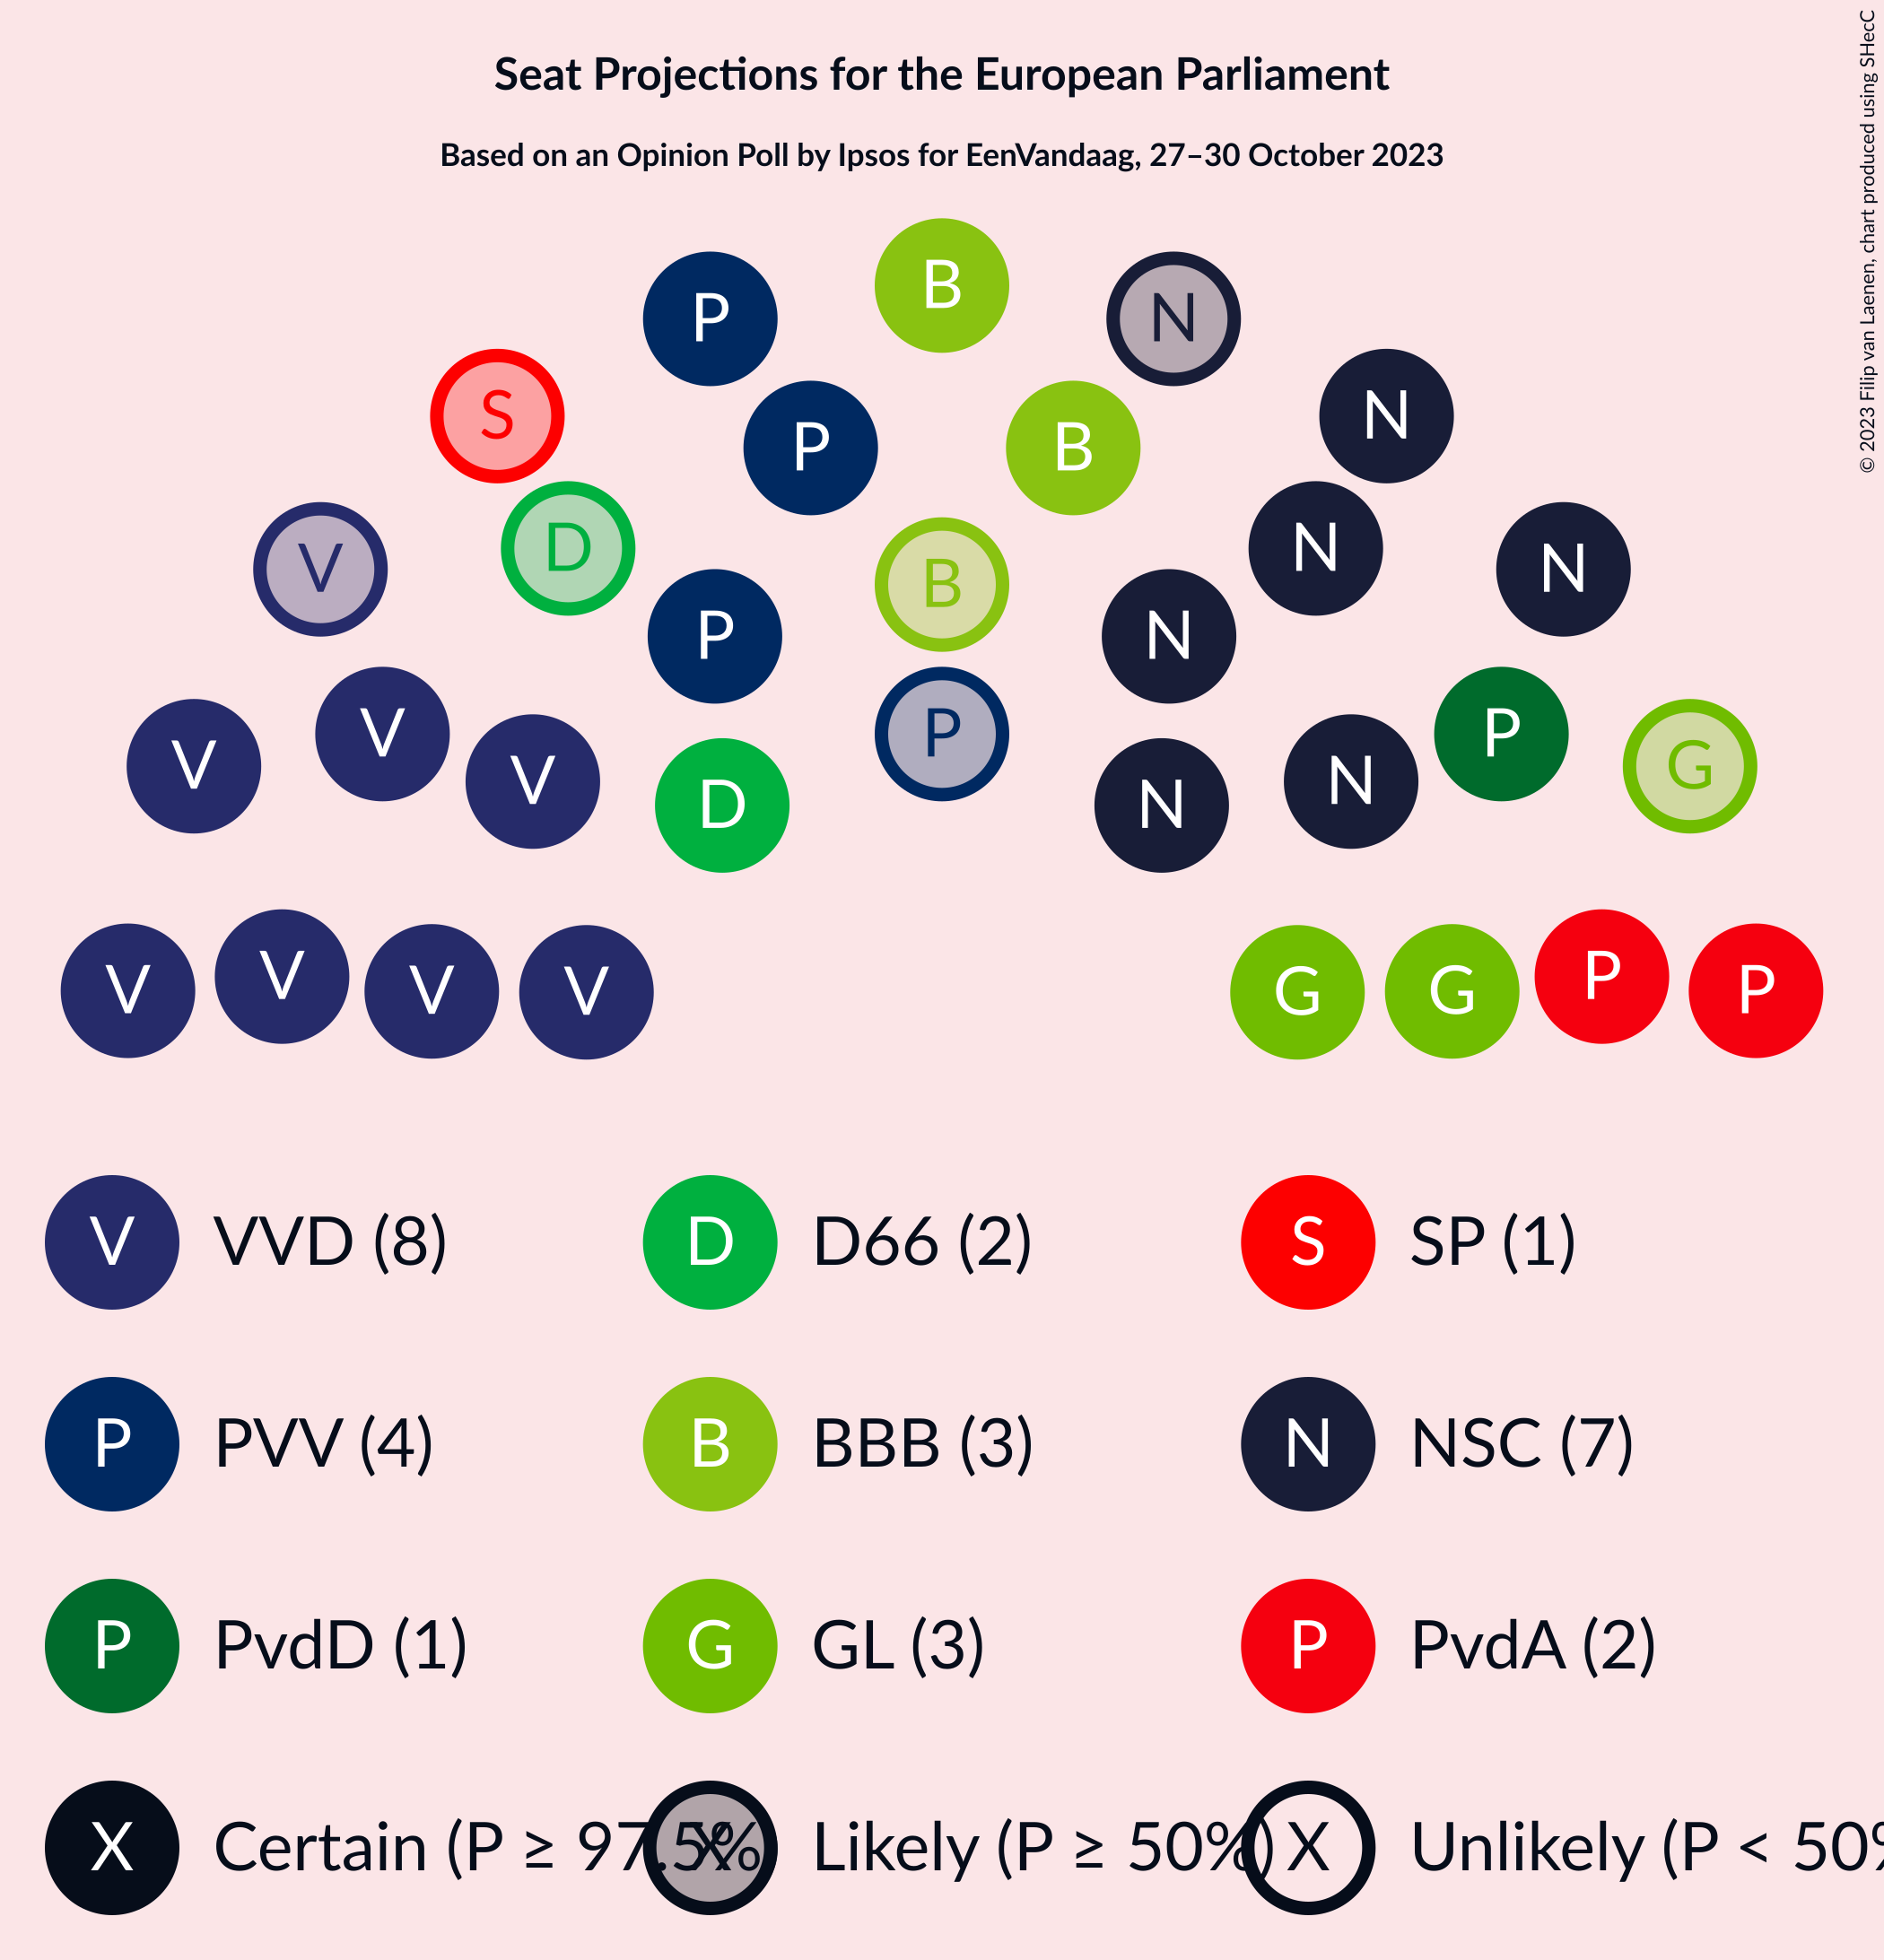 Seat Projections for the European Parliament
Based on an Opinion Poll by Ipsos for EenVandaag, 27–30 October 2023
© 2023 Filip van Laenen, chart produced using SHecC
B
P
N
S
N
P
B
D
N
V
N
B
P
N
P
V
P
G
V
V
N
D
N
V
V
V
V
G
G
P
P
V VVD (8)
D D66 (2)
S SP (1)
P PVV (4)
B BBB (3)
N NSC (7)
P PvdD (1)
G GL (3)
P PvdA (2)
X Certain (P ≥ 97.5%
X Likely (P ≥ 50%)
X Unlikely (P < 50%